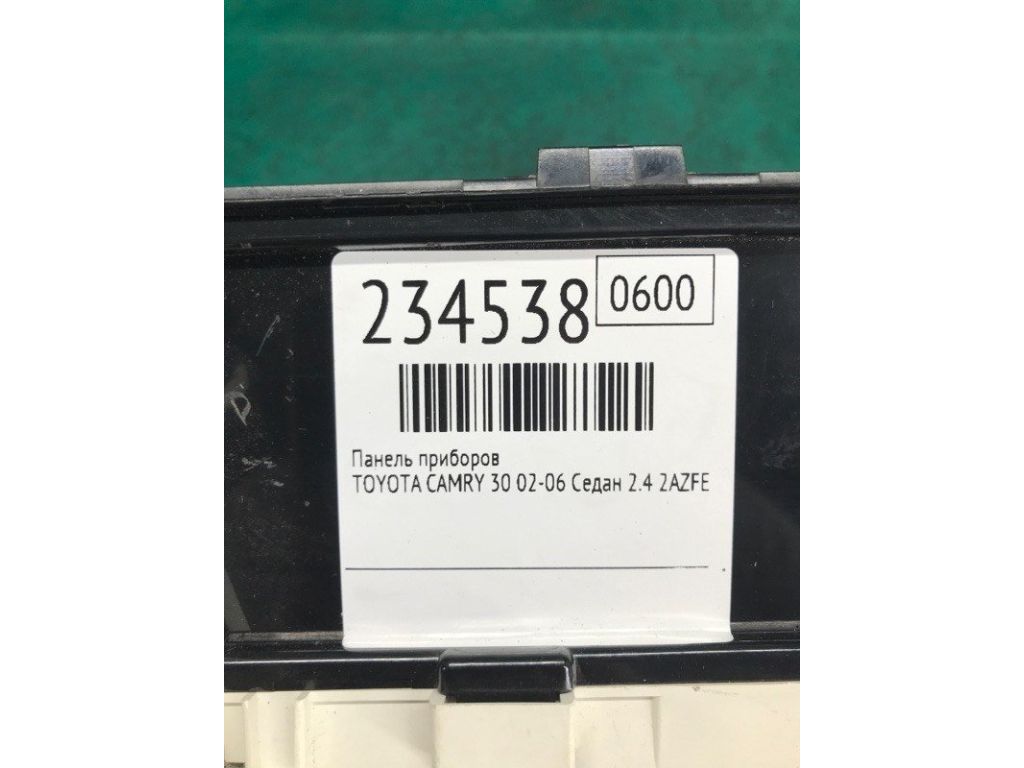 234538
0600
Панель приборов
TOYOTA CAMRY 30 02-06 Седан 2.4 2AZFE